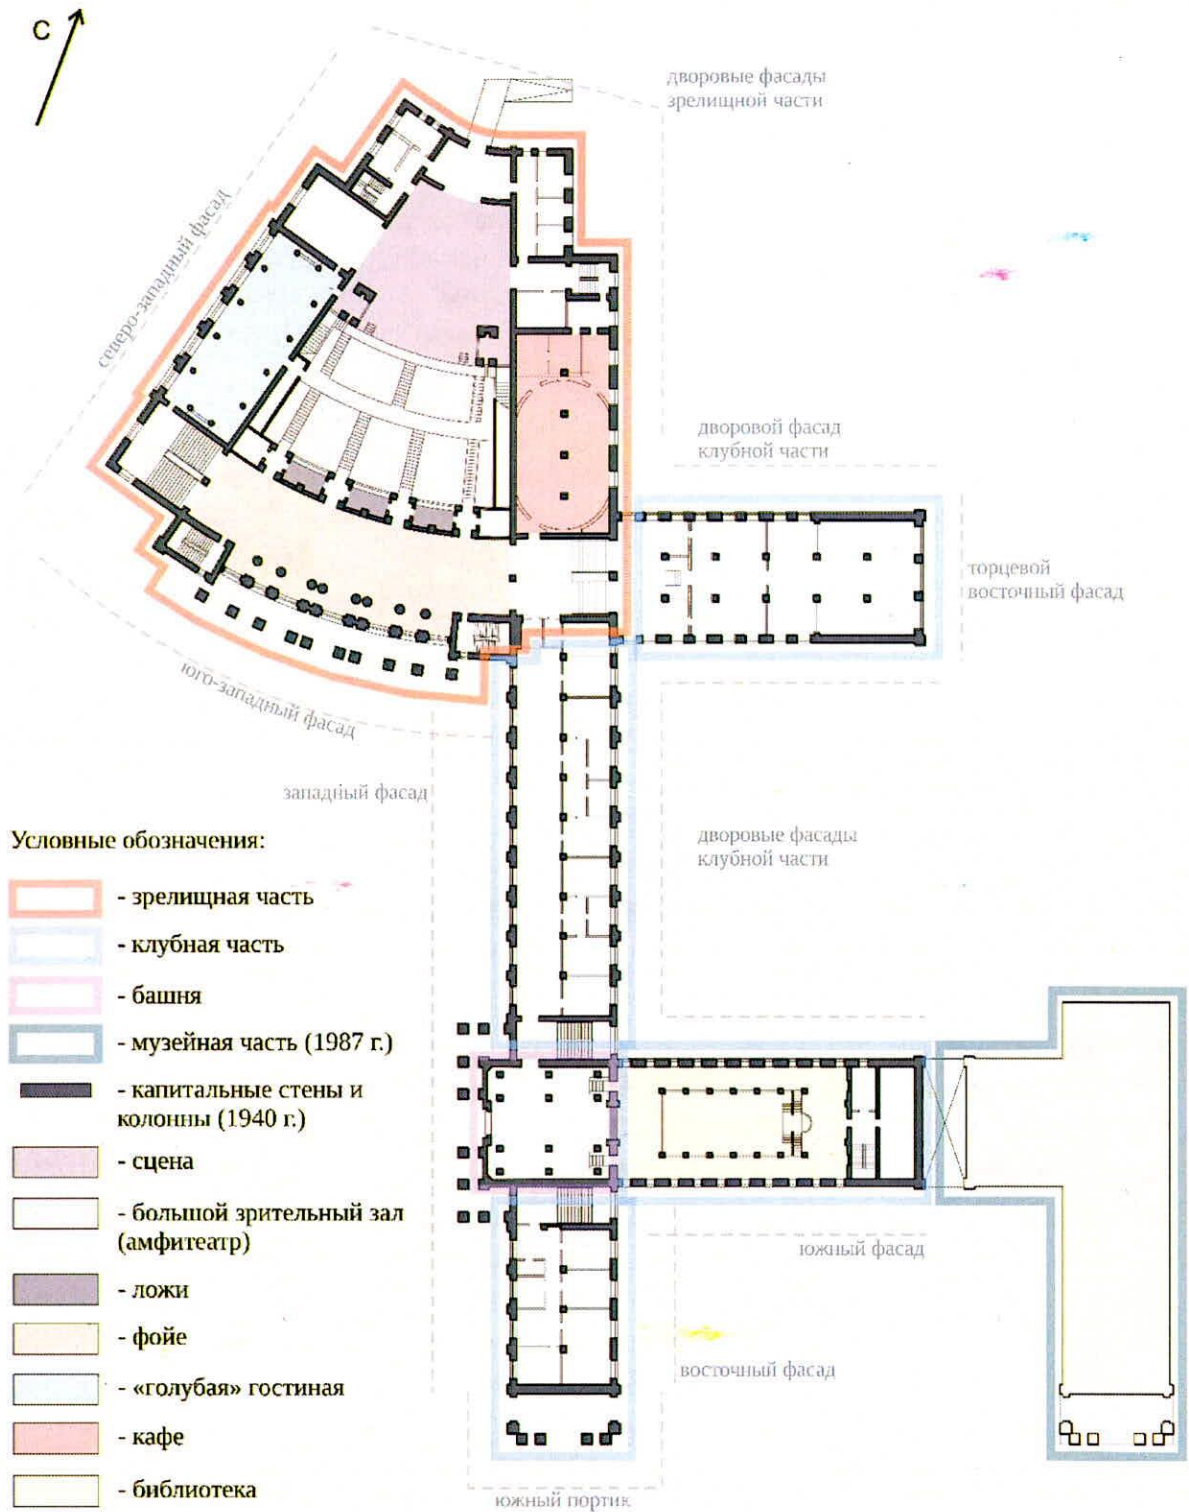 С
дворовые фасады
зрелищной части
северо-западный фасад
дворовой фасад
клубной части
торцевой
восточный фасад
юго-западный фасад
западный фасад
дворовые фасады
клубной части
Условные обозначения:
- зрелищная часть
- клубная часть
- башня
- музейная часть (1987 г.)
- капитальные стены и
колонны (1940 г.)
- сцена
- большой зрительный зал
(амфитеатр)
- ложи
- фойе
- «голубая» гостиная
- кафе
- библиотека
южный фасад
восточный фасад
южный портик